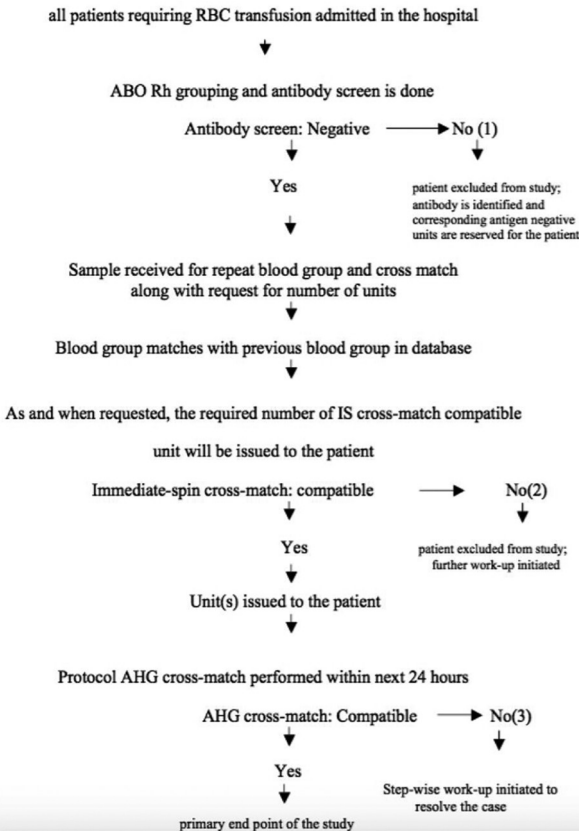 all patients requiring RBC transfusion admitted in the hospital
ABO Rh grouping and antibody screen is done
Antibody screen: Negative
No (1)
Yes
patient excluded from study;
antibody is identified and
corresponding antigen negative
units are reserved for the patient
Sample received for repeat blood group and cross match
along with request for number of units
Blood group matches with previous blood group in database
As and when requested, the required number of IS cross-match compatible
unit will be issued to the patient
Immediate-spin cross-match: compatible
No(2)
Yes
patient excluded from study;
further work-up initiated
Unit(s) issued to the patient
Protocol AHG cross-match performed within next 24 hours
AHG cross-match: Compatible
No(3)
Yes
Step-wise work-up initiated to
resolve the case
primary end point of the study